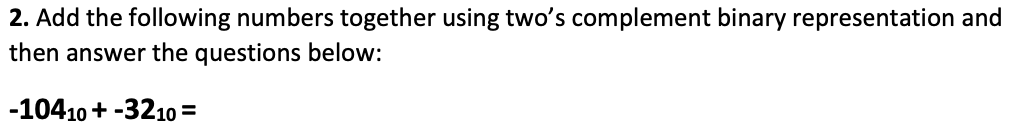 2. Add the following numbers together using two’s complement binary representation and
then answer the questions below:
-104₁₀ + -32₁₀ =